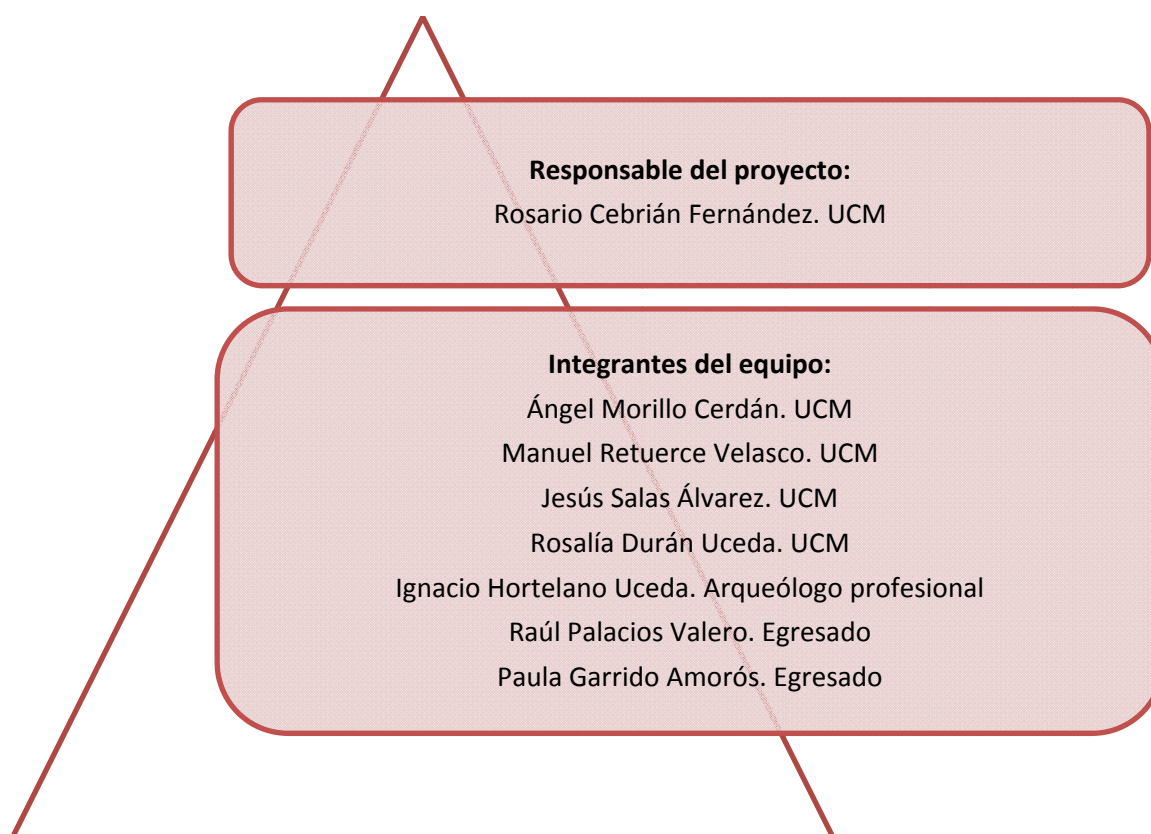 Responsable del proyecto:
Rosario Cebrián Fernández. UCM
Integrantes del equipo:
Ángel Morillo Cerdán. UCM
Manuel Retuerce Velasco. UCM
Jesús Salas Álvarez. UCM
Rosalía Durán Uceda. UCM
Ignacio Hortelano Uceda. Arqueólogo profesional
Raúl Palacios Valero. Egresado
Paula Garrido Amorós. Egresado